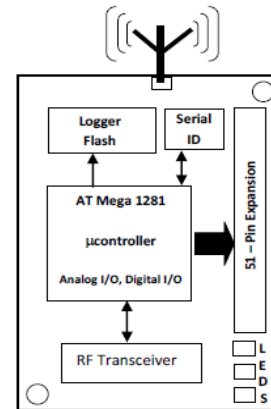 Logger
Flash
Serial
ID
AT Mega 1281
μcontroller
Analog I/O, Digital I/O
51 – Pin Expansion
RF Transceiver
L
E
D
S